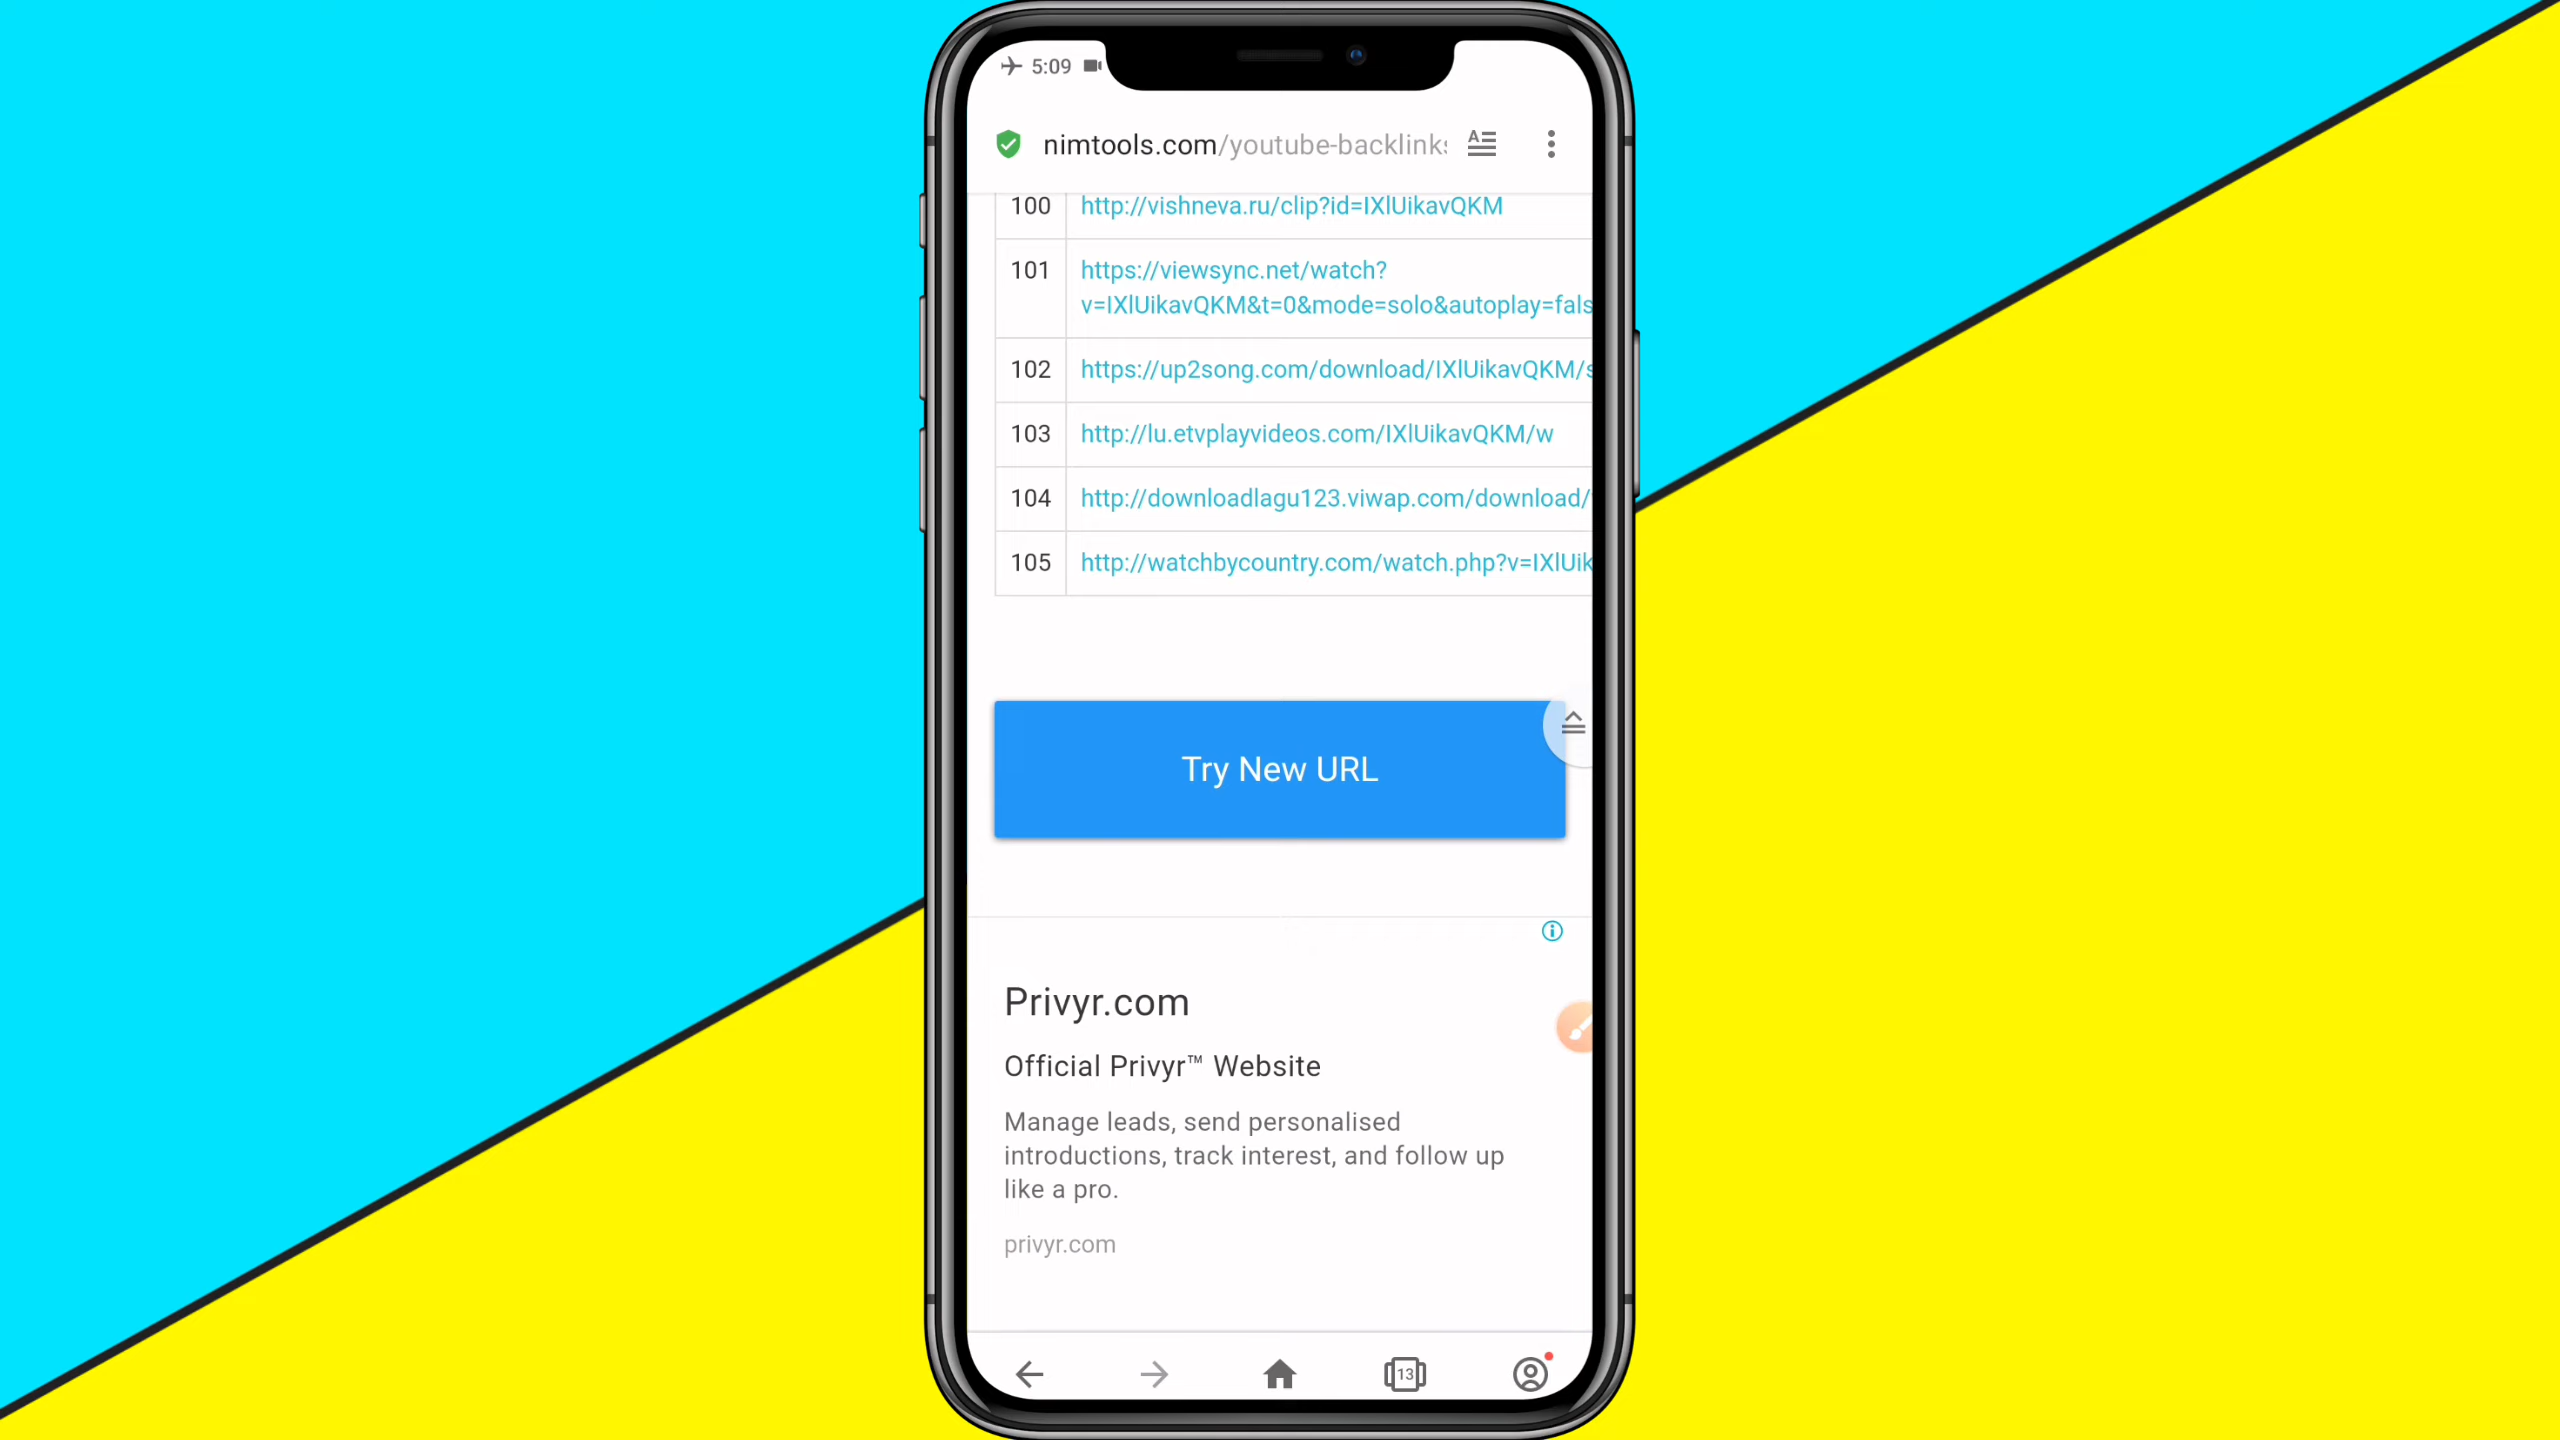 5:09
nimtools.com/youtube-backlinks
100 http://vishneva.ru/clip?id=IXlUikavQKM
101 https://viewsync.net/watch?
v=IXlUikavQKM&t=0&mode=solo&autoplay=fals
102 https://up2song.com/download/IXlUikavQKM/s
103 http://lu.etvplayvideos.com/IXlUikavQKM/w
104 http://downloadlagu123.viwap.com/download/
105 http://watchbycountry.com/watch.php?v=IXlUik
Try New URL
Privyr.com
Official Privyr™ Website
Manage leads, send personalised
introductions, track interest, and follow up
like a pro.
privyr.com
13